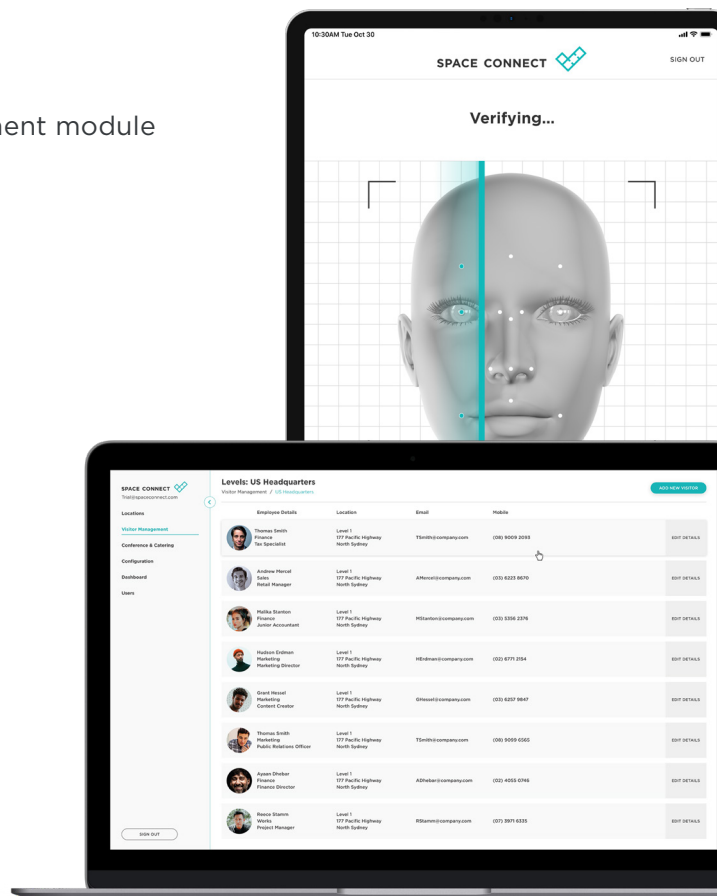 10:30AM Tue Oct 30
SPACE CONNECT
SIGN OUT
ment module
Verifying...
SPACE CONNECT
Trial@spaceconnect.com
Locations
Visitor Management
Conference & Catering
Configuration
Dashboard
Users
SIGN OUT
Levels: US Headquarters
Visitor Management / US Headquarters
ADD NEW VISITOR
Employee Details Location Email Mobile
Thomas Smith
Finance
Tax Specialist
Level 1
177 Pacific Highway
North Sydney
TSmith@company.com
(08) 9009 2093
EDIT DETAILS
Andrew Mercel
Sales
Retail Manager
Level 1
177 Pacific Highway
North Sydney
AMercel@company.com
(03) 6223 8670
EDIT DETAILS
Malika Stanton
Finance
Junior Accountant
Level 1
177 Pacific Highway
North Sydney
MStanton@company.com
(03) 5356 2376
EDIT DETAILS
Hudson Erdman
Marketing
Marketing Director
Level 1
177 Pacific Highway
North Sydney
HErdman@company.com
(02) 6771 2194
EDIT DETAILS
Grant Hessel
Marketing
Content Creator
Level 1
177 Pacific Highway
North Sydney
GHessel@company.com
(03) 6257 9847
EDIT DETAILS
Thomas Smith
Marketing
Public Relations Officer
Level 1
177 Pacific Highway
North Sydney
TSmith@company.com
(08) 9099 6565
EDIT DETAILS
Ayaan Dhebar
Finance
Finance Director
Level 1
177 Pacific Highway
North Sydney
ADhebar@company.com
(02) 4055 0746
EDIT DETAILS
Reece Stamm
Works
Project Manager
Level 1
177 Pacific Highway
North Sydney
RStamm@company.com
(07) 3971 6335
EDIT DETAILS